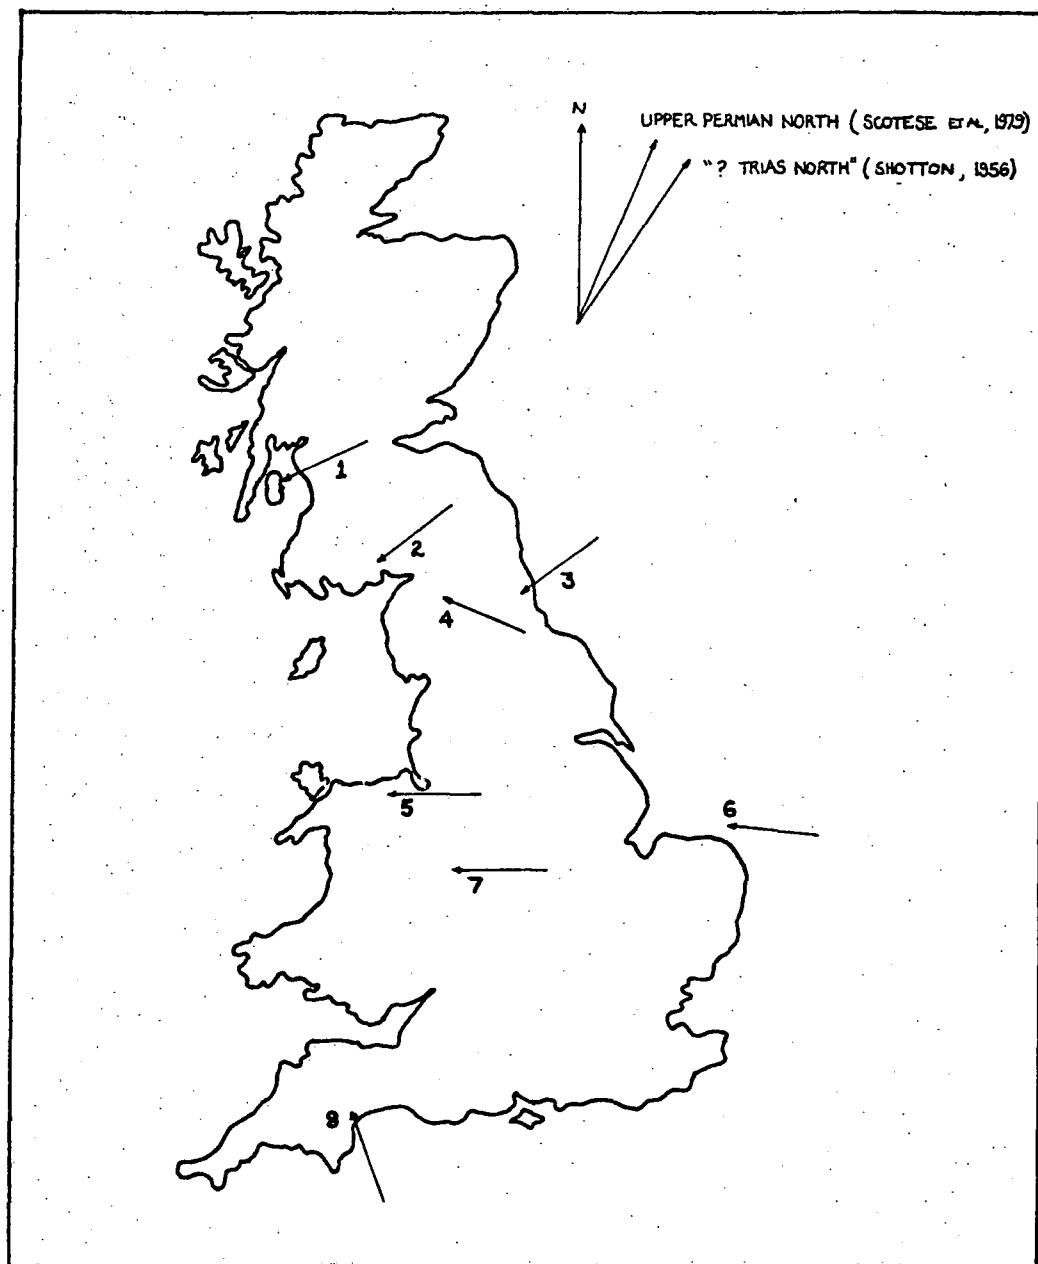 N
UPPER PERMIAN NORTH (SCOTESE ET AL, 1979)
"? TRIAS NORTH" (SHOTTON, 1956)
1
2
3
4
5
6
7
8